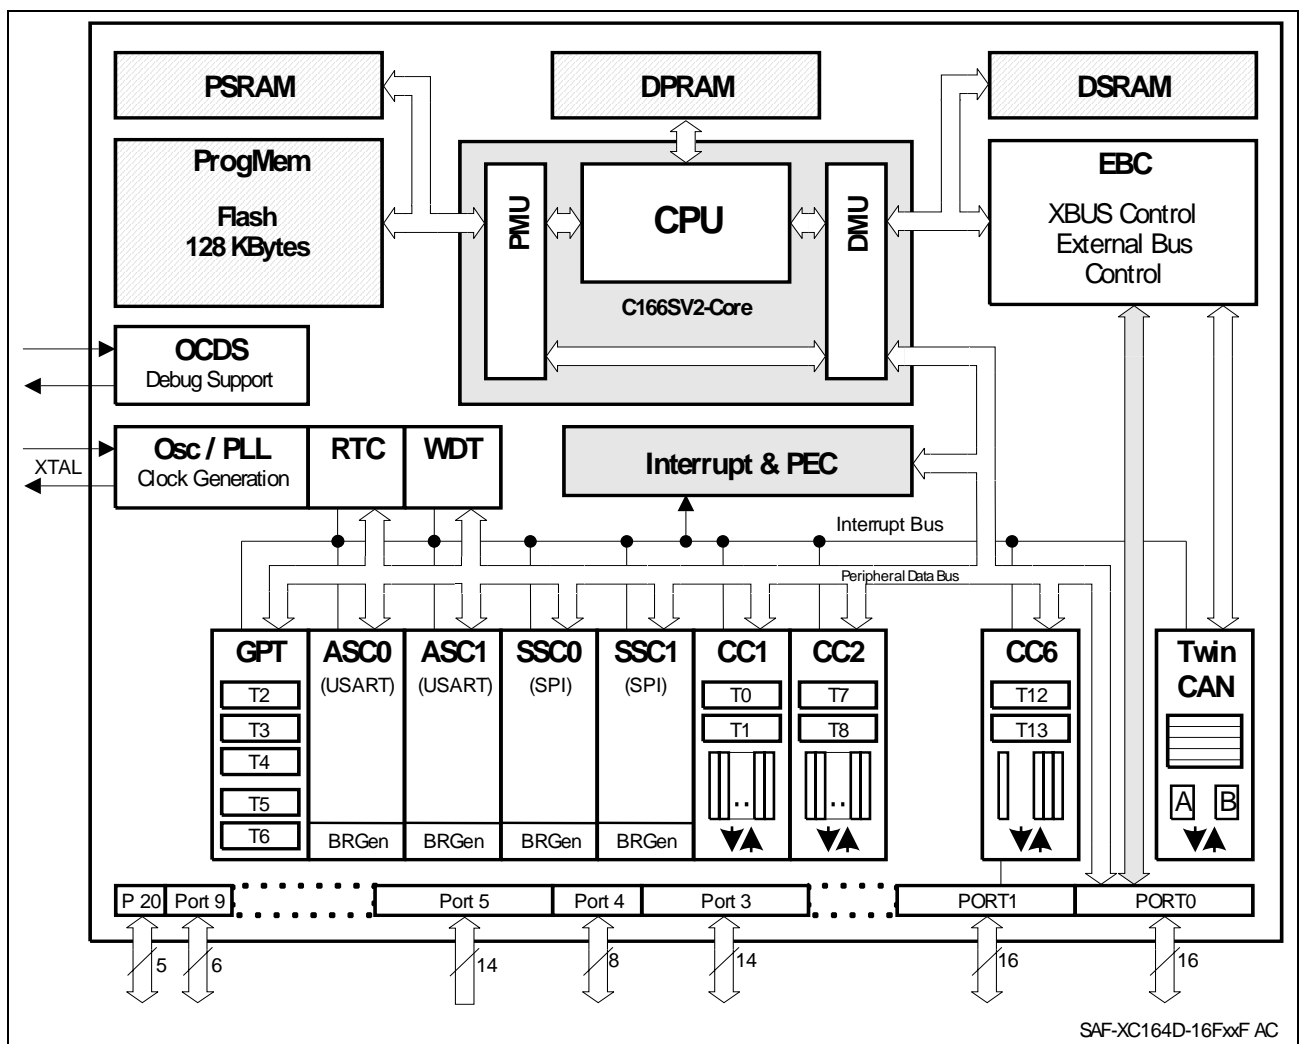 PSRAM
DPRAM
DSRAM
ProgMem
Flash
128 KBytes
PMU
CPU
DMU
C166SV2-Core
EBC
XBUS Control
External Bus
Control
OCDS
Debug Support
XTAL
Osc / PLL
Clock Generation
RTC
WDT
Interrupt & PEC
Interrupt Bus
Peripheral Data Bus
GPT
T2
T3
T4
T5
T6
ASC0
(USART)
BRGen
ASC1
(USART)
BRGen
SSC0
(SPI)
BRGen
SSC1
(SPI)
BRGen
CC1
T0
T1
CC2
T7
T8
CC6
T12
T13
Twin
CAN
A
B
P 20
Port 9
Port 5
Port 4
Port 3
PORT1
PORT0
5
6
14
8
14
16
16
SAF-XC164D-16FxxF AC